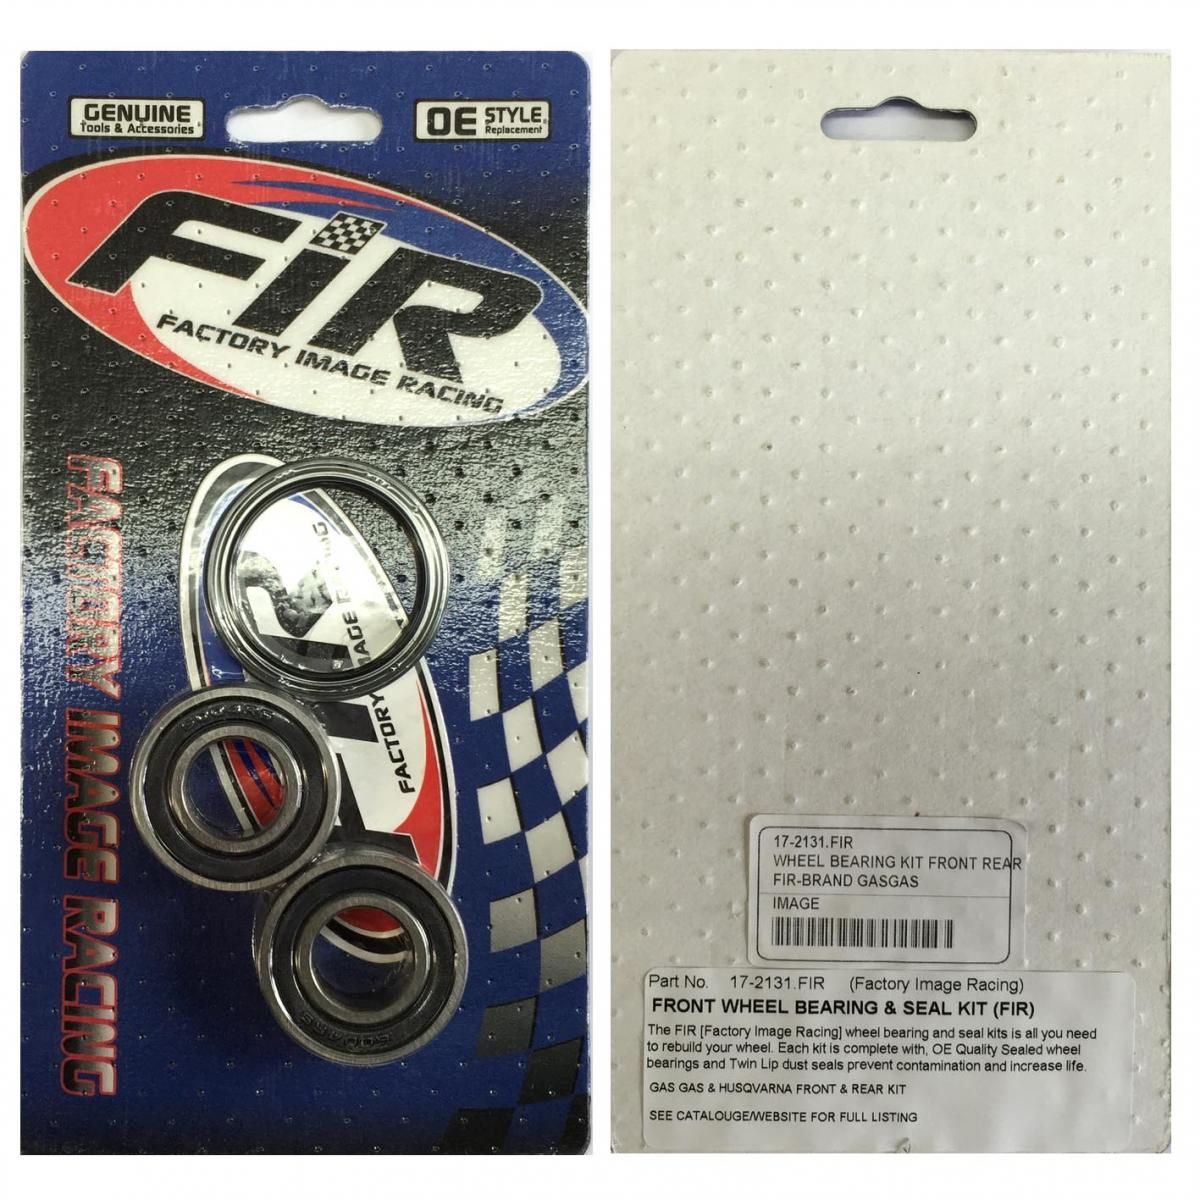 GENUINE
Tools & Accessories
OE STYLE
Replacement
FiR
FACTORY IMAGE RACING
FACTORY IMAGE RACING
FACTORY
IMAGE RACING
17-2131.FIR
WHEEL BEARING KIT FRONT REAR
FIR-BRAND GASGAS
IMAGE
Part No. 17-2131.FIR (Factory Image Racing)
FRONT WHEEL BEARING & SEAL KIT (FIR)
The FIR [Factory Image Racing] wheel bearing and seal kits is all you need
to rebuild your wheel. Each kit is complete with, OE Quality Sealed wheel
bearings and Twin Lip dust seals prevent contamination and increase life.
GAS GAS & HUSQVARNA FRONT & REAR KIT
SEE CATALOUGE/WEBSITE FOR FULL LISTING